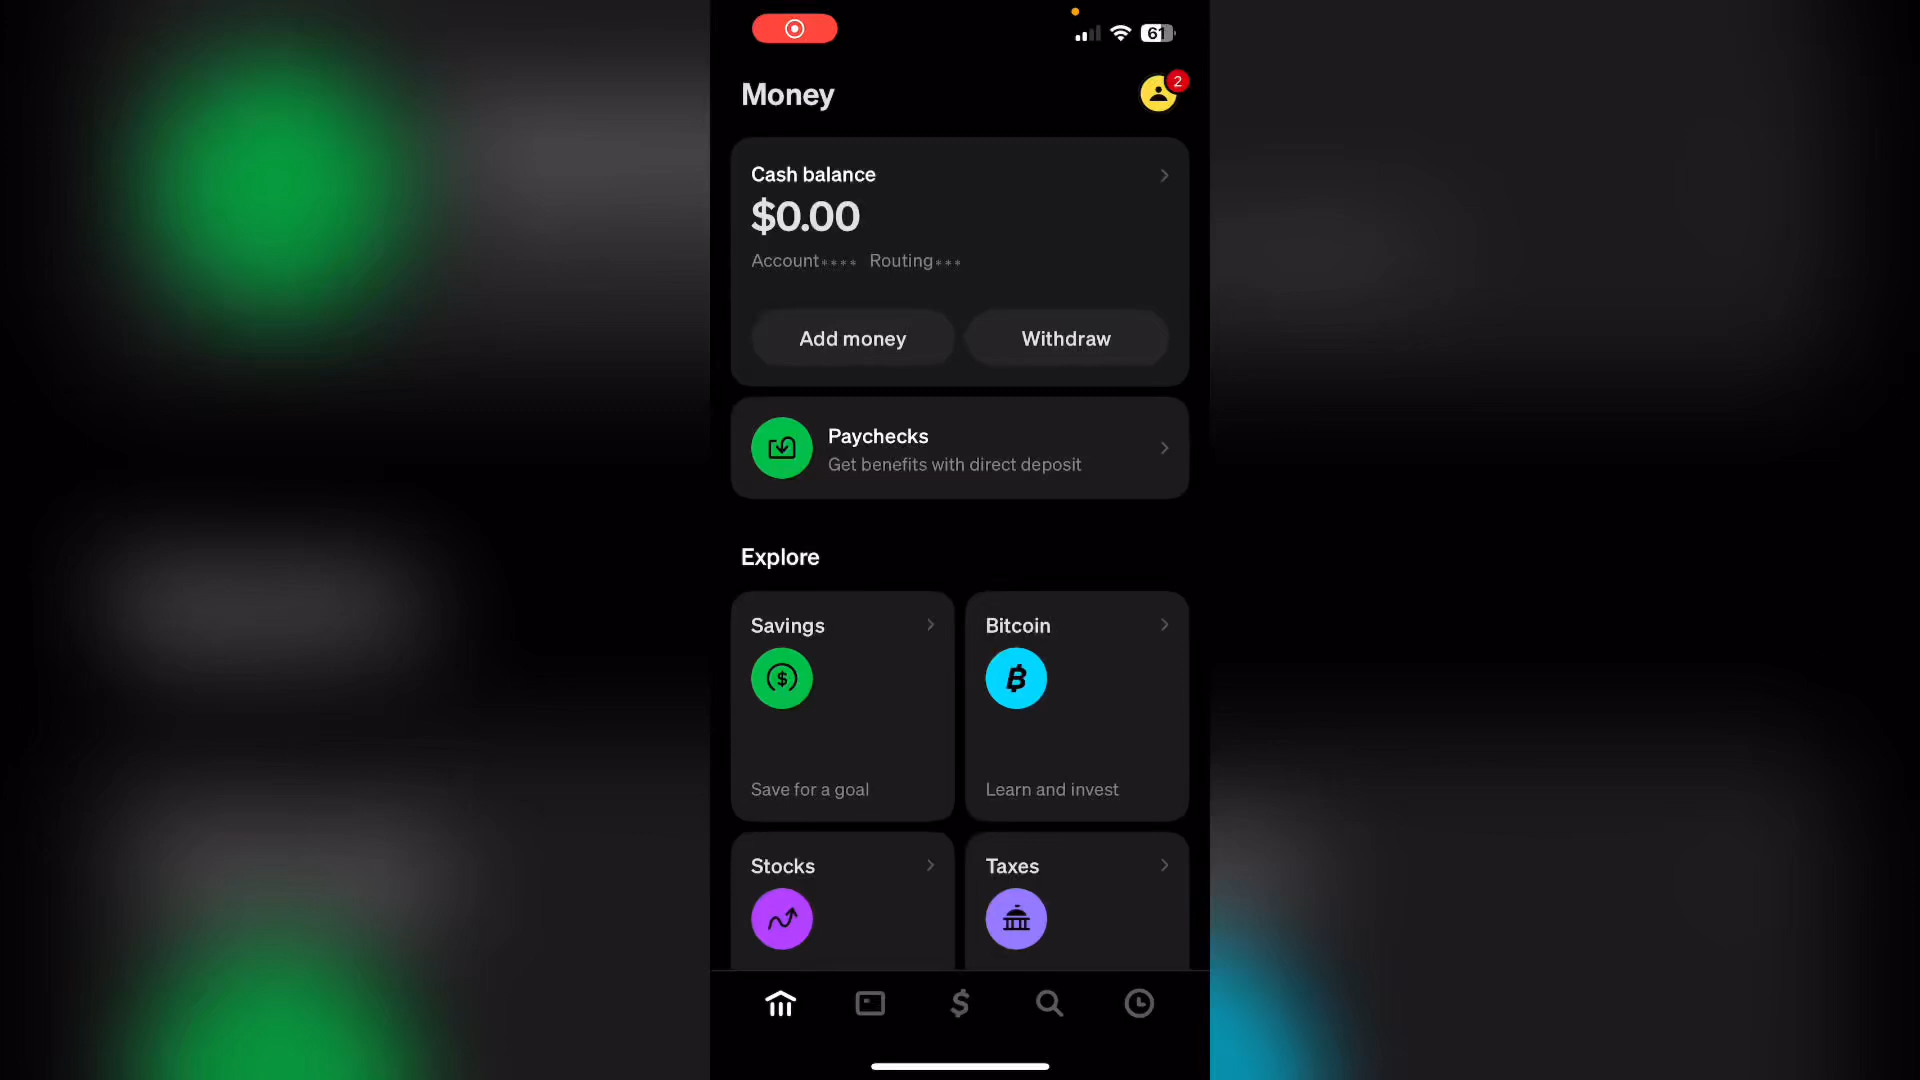 61
Money
2
Cash balance
$0.00
Account**** Routing***
Add money
Withdraw
Paychecks
Get benefits with direct deposit
Explore
Savings
Bitcoin
Save for a goal
Learn and invest
Stocks
Taxes